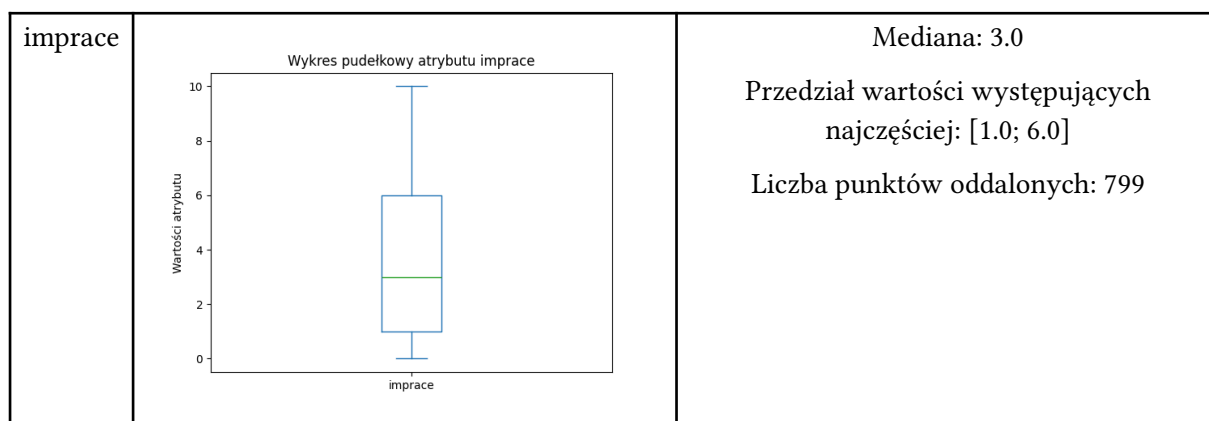 imprace
Wykres pudełkowy atrybutu imprace
10
8
6
4
2
0
Wartości atrybutu
imprace
Mediana: 3.0
Przedział wartości występujących
najczęściej: [1.0; 6.0]
Liczba punktów oddalonych: 799